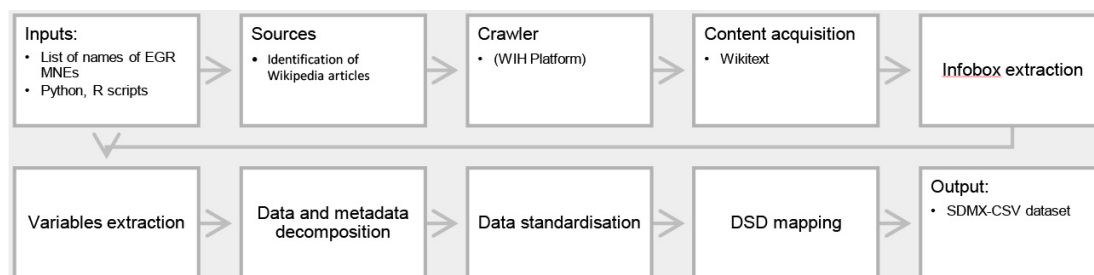 Inputs:
• List of names of EGR
MNEs
• Python, R scripts
Sources
• Identification of
Wikipedia articles
Crawler
• (WIH Platform)
Content acquisition
• Wikitext
Infobox extraction
Variables extraction
Data and metadata
decomposition
Data standardisation
DSD mapping
Output:
• SDMX-CSV dataset